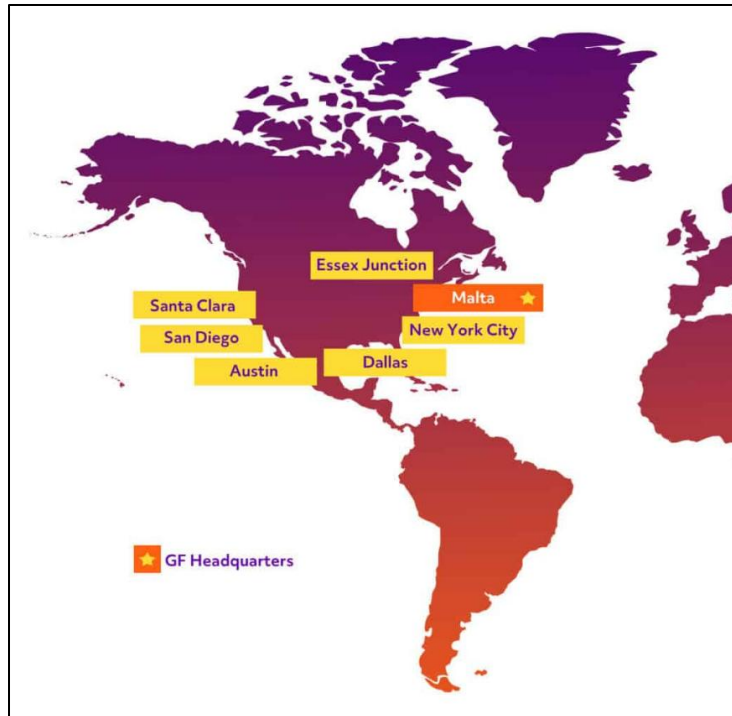 Essex Junction
Malta
Santa Clara
New York City
San Diego
Dallas
Austin
GF Headquarters